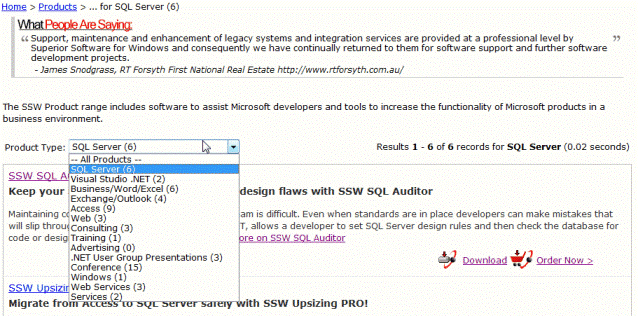 Home > Products > ... for SQL Server (6)
What People Are Saying:
“ Support, maintenance and enhancement of legacy systems and integration services are provided at a professional level by ”
Superior Software for Windows and consequently we have continually returned to them for software support and further software
development projects.
- James Snodgrass, RT Forsyth First National Real Estate http://www.rtforsyth.com.au/
The SSW Product range includes software to assist Microsoft developers and tools to increase the functionality of Microsoft products in a
business environment.
Product Type: SQL Server (6) Results 1 - 6 of 6 records for SQL Server (0.02 seconds)
-- All Products --
SQL Server (6)
Visual Studio .NET (2)
Business/Word/Excel (6)
Exchange/Outlook (4)
Access (9)
Web (3)
Consulting (3)
Training (1)
Advertising (0)
.NET User Group Presentations (3)
Conference (15)
Windows (1)
Web Services (3)
Services (2)
SSW SQL A
Keep your design flaws with SSW SQL Auditor
Maintaining co am is difficult. Even when standards are in place developers can make mistakes that
will slip throu T, allows a developer to set SQL Server design rules and then check the database for
code or design ore on SSW SQL Auditor
Download Order Now >
SSW Upsizin
Migrate from Access to SQL Server safely with SSW Upsizing PRO!